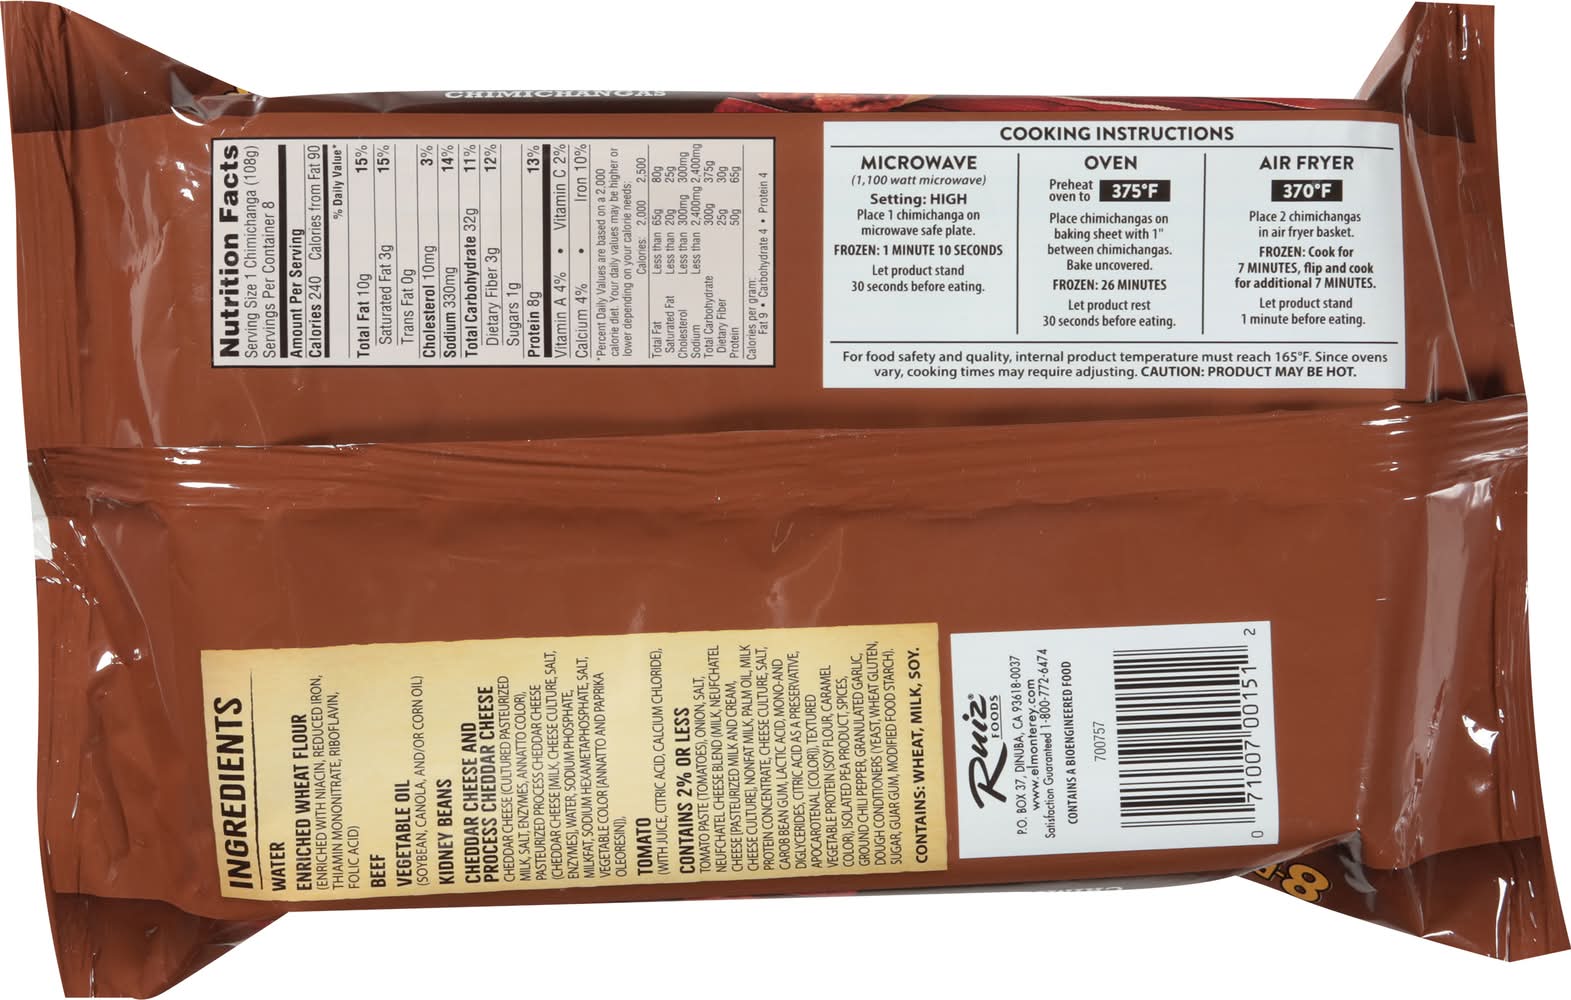 CHIMICHANGAS
Nutrition Facts
Serving Size 1 Chimichanga (108g)
Servings Per Container 8
Amount Per Serving
Calories 240 Calories from Fat 90
% Daily Value*
Total Fat 10g 15%
Saturated Fat 3g 15%
Trans Fat 0g
Cholesterol 10mg 3%
Sodium 330mg 14%
Total Carbohydrate 32g 11%
Dietary Fiber 3g 12%
Sugars 1g
Protein 8g 13%
Vitamin A 4% • Vitamin C 2%
Calcium 4% • Iron 10%
*Percent Daily Values are based on a 2,000
calorie diet. Your daily values may be higher or
lower depending on your calorie needs:
Calories: 2,000 2,500
Total Fat Less than 65g 80g
Saturated Fat Less than 20g 25g
Cholesterol Less than 300mg 300mg
Sodium Less than 2,400mg 2,400mg
Total Carbohydrate 300g 375g
Dietary Fiber 25g 30g
Protein 50g 65g
Calories per gram:
Fat 9 • Carbohydrate 4 • Protein 4
COOKING INSTRUCTIONS
MICROWAVE
(1,100 watt microwave)
Setting: HIGH
Place 1 chimichanga on
microwave safe plate.
FROZEN: 1 MINUTE 10 SECONDS
Let product stand
30 seconds before eating.
OVEN
Preheat
oven to 375°F
Place chimichangas on
baking sheet with 1"
between chimichangas.
Bake uncovered.
FROZEN: 26 MINUTES
Let product rest
30 seconds before eating.
AIR FRYER
370°F
Place 2 chimichangas
in air fryer basket.
FROZEN: Cook for
7 MINUTES, flip and cook
for additional 7 MINUTES.
Let product stand
1 minute before eating.
For food safety and quality, internal product temperature must reach 165°F. Since ovens
vary, cooking times may require adjusting. CAUTION: PRODUCT MAY BE HOT.
INGREDIENTS
WATER
ENRICHED WHEAT FLOUR
(ENRICHED WITH NIACIN, REDUCED IRON,
THIAMIN MONONITRATE, RIBOFLAVIN,
FOLIC ACID)
BEEF
VEGETABLE OIL
(SOYBEAN, CANOLA, AND/OR CORN OIL)
KIDNEY BEANS
CHEDDAR CHEESE AND
PROCESS CHEDDAR CHEESE
CHEDDAR CHEESE (CULTURED PASTEURIZED
MILK, SALT, ENZYMES, ANNATTO COLOR),
PASTEURIZED PROCESS CHEDDAR CHEESE
(CHEDDAR CHEESE [MILK, CHEESE CULTURE, SALT,
ENZYMES], WATER, SODIUM PHOSPHATE,
MILKFAT, SODIUM HEXAMETAPHOSPHATE, SALT,
VEGETABLE COLOR [ANNATTO AND PAPRIKA
OLEORESIN]),
TOMATO
(WITH JUICE, CITRIC ACID, CALCIUM CHLORIDE),
CONTAINS 2% OR LESS
TOMATO PASTE (TOMATOES), ONION, SALT,
NEUFCHATEL CHEESE BLEND (MILK, NEUFCHATEL
CHEESE [PASTEURIZED MILK AND CREAM,
CHEESE CULTURE], NONFAT MILK, PALM OIL, MILK
PROTEIN CONCENTRATE, CHEESE CULTURE, SALT,
CAROB BEAN GUM, LACTIC ACID, MONO-AND
DIGLYCERIDES, CITRIC ACID AS A PRESERVATIVE,
APOCAROTENAL [COLOR]), TEXTURED
VEGETABLE PROTEIN (SOY FLOUR, CARAMEL
COLOR), ISOLATED PEA PRODUCT, SPICES,
GROUND CHILI PEPPER, GRANULATED GARLIC,
DOUGH CONDITIONERS (YEAST, WHEAT GLUTEN,
SUGAR, GUAR GUM, MODIFIED FOOD STARCH).
CONTAINS: WHEAT, MILK, SOY.
Ruiz®
FOODS
P.O. BOX 37, DINUBA, CA 93618-0037
www.elmonterey.com
Satisfaction Guaranteed 1-800-772-6474
CONTAINS A BIOENGINEERED FOOD
700757
0 71007 00151 2
8